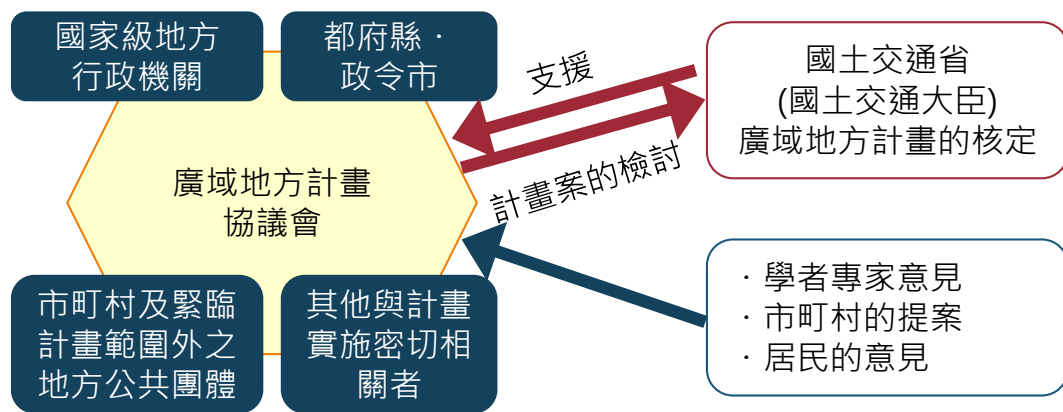 國家級地方
行政機關
都府縣・
政令市
支援
國土交通省
(國土交通大臣)
廣域地方計畫的核定
廣域地方計畫
協議會
計畫案的檢討
市町村及緊臨
計畫範圍外之
地方公共團體
其他與計畫
實施密切相
關者
・學者專家意見
・市町村的提案
・居民的意見